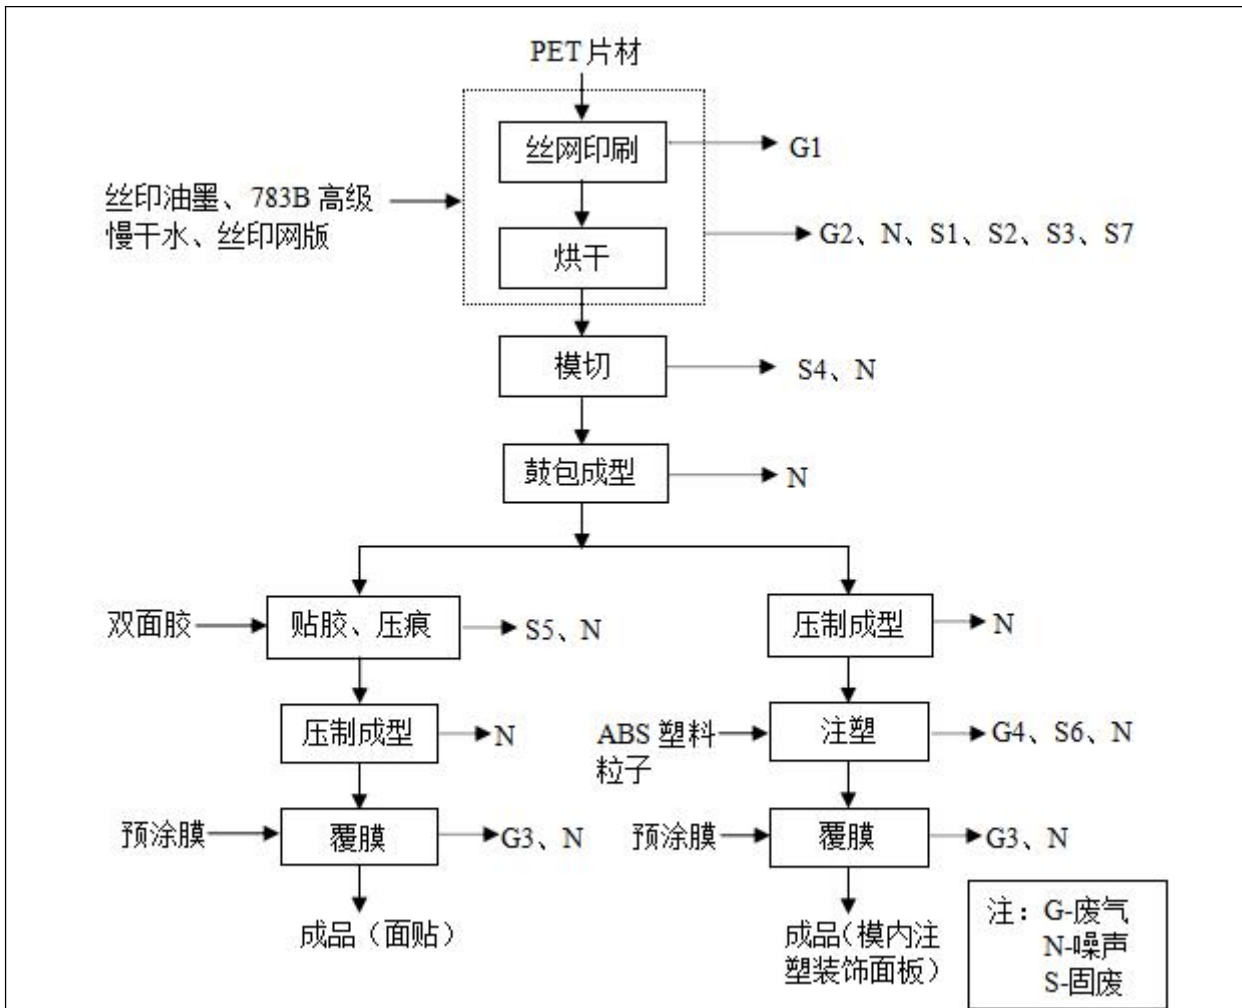 PET 片材
丝网印刷
G1
丝印油墨、783B 高级
慢干水、丝印网版
G2、N、S1、S2、S3、S7
烘干
模切
S4、N
鼓包成型
N
双面胶
贴胶、压痕
S5、N
压制成型
N
压制成型
N
ABS 塑料
粒子
注塑
G4、S6、N
预涂膜
覆膜
G3、N
预涂膜
覆膜
G3、N
成品（面贴）
成品（模内注
塑装饰面板）
注：G-废气
N-噪声
S-固废